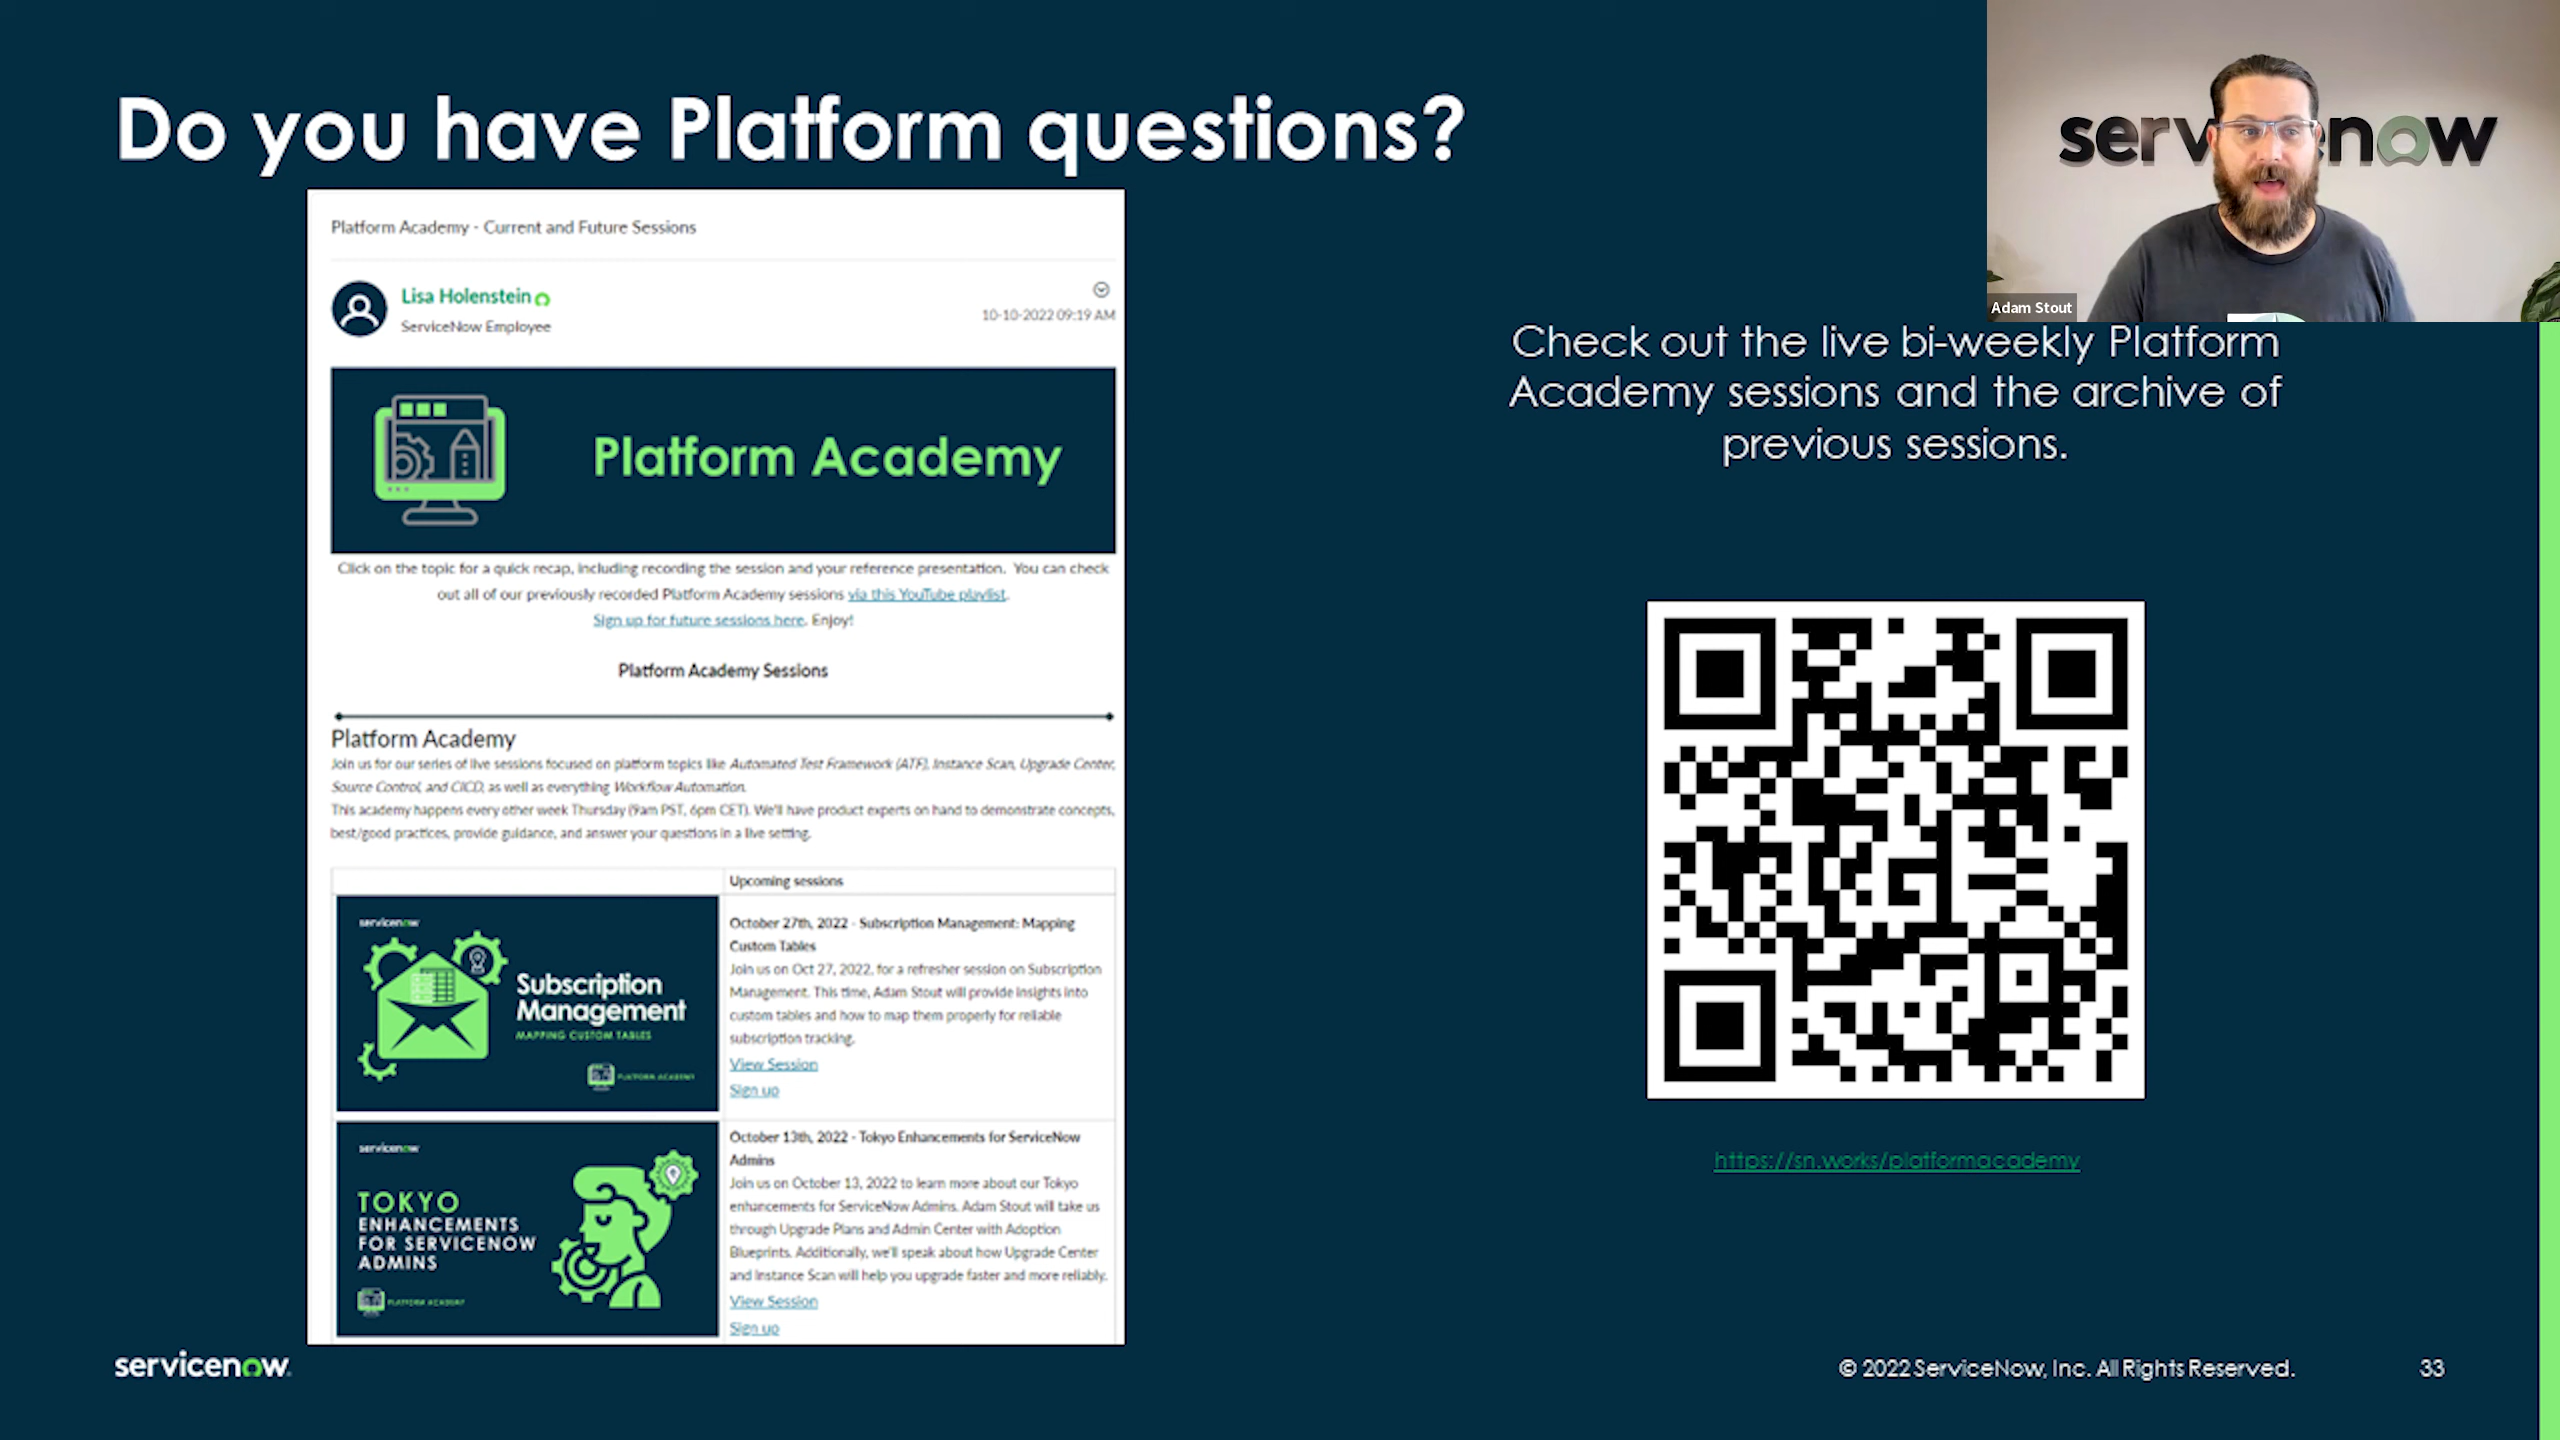 Do you have Platform questions?
servicenow
Adam Stout
Platform Academy - Current and Future Sessions
Lisa Holenstein
ServiceNow Employee
10-10-2022 09:19 AM
Platform Academy
Click on the topic for a quick recap, including recording the session and your reference presentation. You can check
out all of our previously recorded Platform Academy sessions via this YouTube playlist.
Sign up for future sessions here. Enjoy!
Platform Academy Sessions
Platform Academy
Join us for our series of live sessions focused on platform topics like Automated Test Framework (ATF), Instance Scan, Upgrade Center,
Source Control, and CICD, as well as everything Workflow Automation.
This academy happens every other week Thursday (9am PST, 6pm CET). We'll have product experts on hand to demonstrate concepts,
best/good practices, provide guidance, and answer your questions in a live setting.
Upcoming sessions
servicenow
Subscription
Management
MAPPING CUSTOM TABLES
PLATFORM ACADEMY
October 27th, 2022 - Subscription Management: Mapping
Custom Tables
Join us on Oct 27, 2022, for a refresher session on Subscription
Management. This time, Adam Stout will provide insights into
custom tables and how to map them properly for reliable
subscription tracking.
View Session
Sign up
servicenow
TOKYO
ENHANCEMENTS
FOR SERVICENOW
ADMINS
PLATFORM ACADEMY
October 13th, 2022 - Tokyo Enhancements for ServiceNow
Admins
Join us on October 13, 2022 to learn more about our Tokyo
enhancements for ServiceNow Admins. Adam Stout will take us
through Upgrade Plans and Admin Center with Adoption
Blueprints. Additionally, we'll speak about how Upgrade Center
and Instance Scan will help you upgrade faster and more reliably.
View Session
Sign up
Check out the live bi-weekly Platform
Academy sessions and the archive of
previous sessions.
https://sn.works/platformacademy
servicenow.
© 2022 ServiceNow, Inc. All Rights Reserved.
33